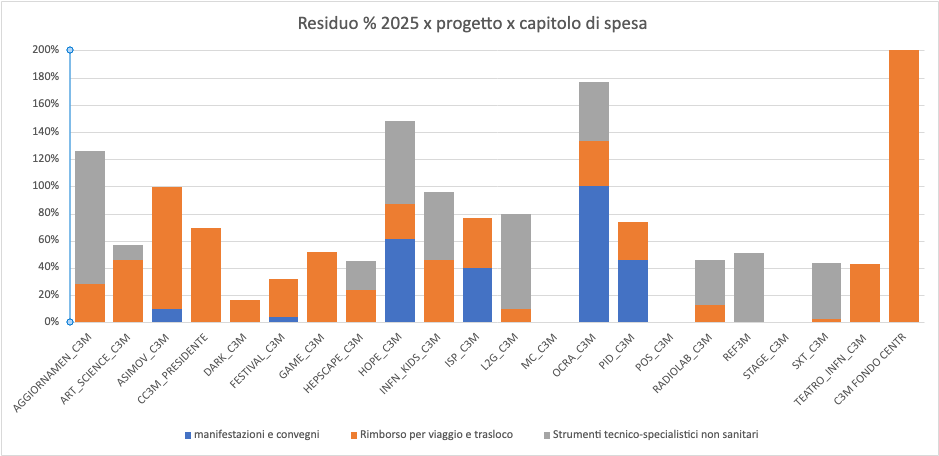 Residuo % 2025 x progetto x capitolo di spesa
200%
180%
160%
140%
120%
100%
80%
60%
40%
20%
0%
AGGIORNAMEN_C3M
ART_SCIENCE_C3M
ASIMOV_C3M
CC3M_PRESIDENTE
DARK_C3M
FESTIVAL_C3M
GAME_C3M
HEPSCAPE_C3M
HOPE_C3M
INFN_KIDS_C3M
ISP_C3M
L2G_C3M
MC_C3M
OCRA_C3M
PID_C3M
POS_C3M
RADIOLAB_C3M
REF3M
STAGE_C3M
SXT_C3M
TEATRO_INFN_C3M
C3M FONDO CENTR
manifestazioni e convegni
Rimborso per viaggio e trasloco
Strumenti tecnico-specialistici non sanitari